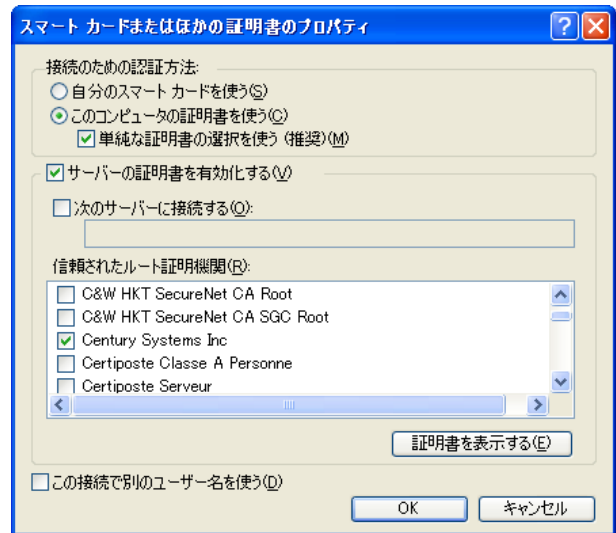 スマート カードまたはほかの証明書のプロパティ
接続のための認証方法:
自分のスマート カードを使う(S)
このコンピュータの証明書を使う(C)
単純な証明書の選択を使う (推奨)(M)
サーバーの証明書を有効化する(V)
次のサーバーに接続する(O):
信頼されたルート証明機関(R):
C&W HKT SecureNet CA Root
C&W HKT SecureNet CA SGC Root
Century Systems Inc
Certiposte Classe A Personne
Certiposte Serveur
証明書を表示する(E)
この接続で別のユーザー名を使う(D)
OK キャンセル